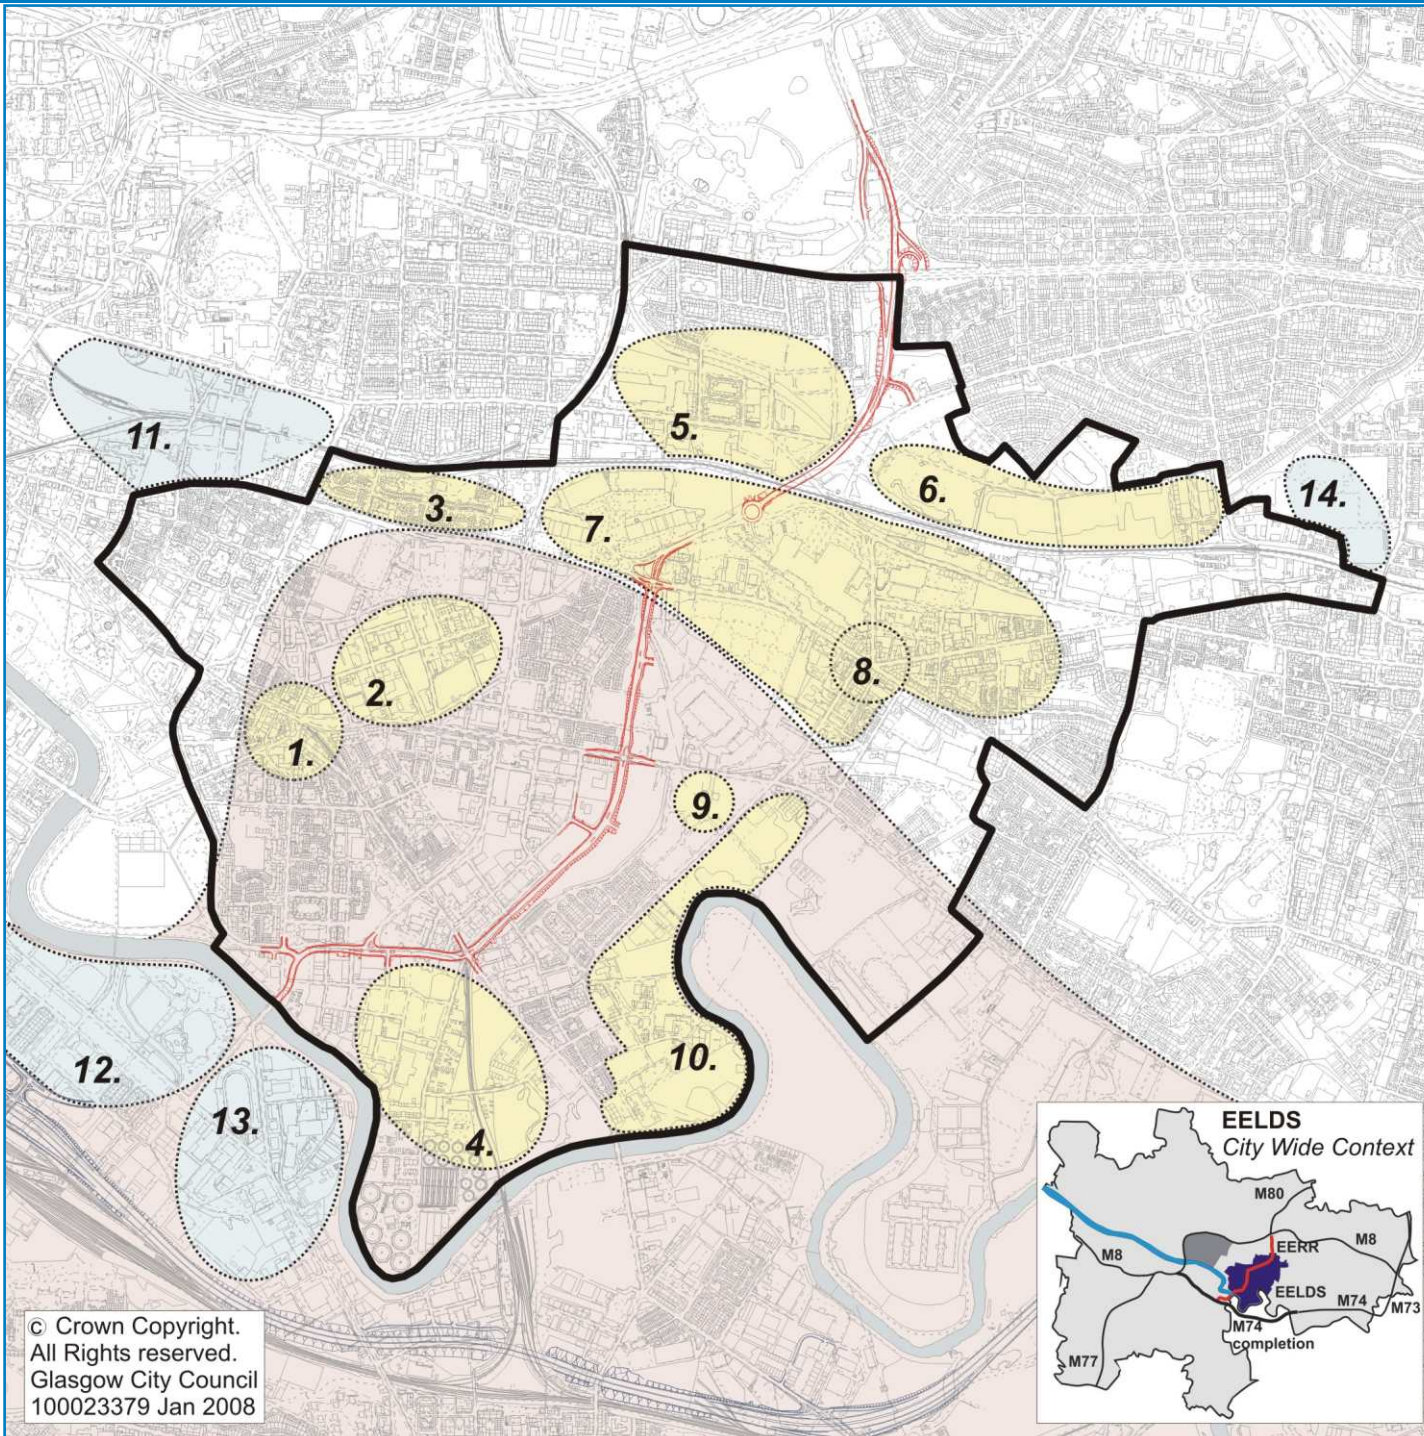 5.
11.
6.
14.
3.
7.
8.
2.
1.
9.
10.
12.
13.
4.
EELDS
City Wide Context
M80
M8
M8
EERR
EELDS
M74
M73
M74
completion
M77
© Crown Copyright.
All Rights reserved.
Glasgow City Council
100023379 Jan 2008